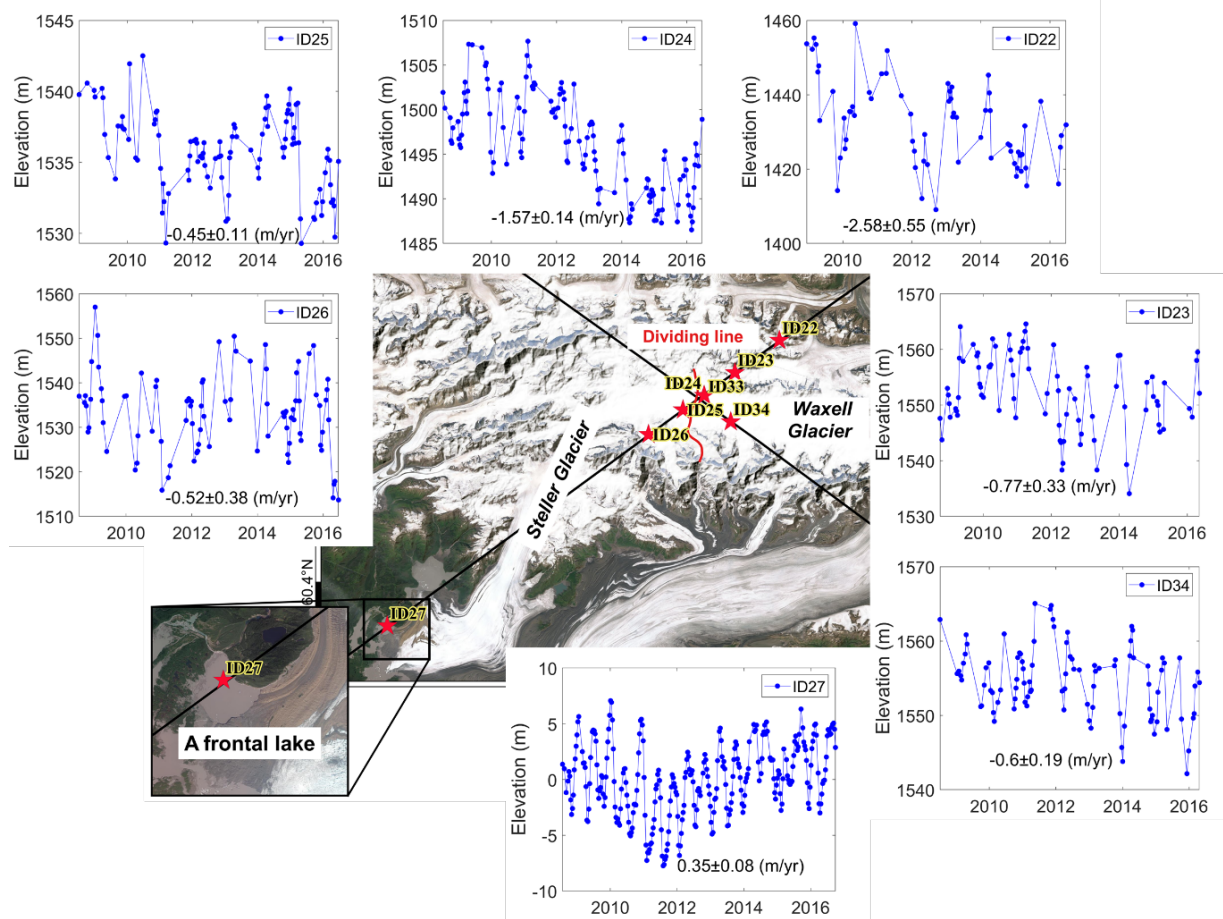 1545
1540
1535
1530
Elevation (m)
ID25
-0.45±0.11 (m/yr)
2010 2012 2014 2016
1510
1505
1500
1495
1490
1485
Elevation (m)
ID24
-1.57±0.14 (m/yr)
2010 2012 2014 2016
1460
1440
1420
1400
Elevation (m)
ID22
-2.58±0.55 (m/yr)
2010 2012 2014 2016
1560
1550
1540
1530
1520
1510
Elevation (m)
ID26
-0.52±0.38 (m/yr)
2010 2012 2014 2016
Dividing line
ID22
ID23
ID24
ID33
ID25
ID34
ID26
Waxell
Glacier
Steller Glacier
60.4°N
ID27
ID27
A frontal lake
1570
1560
1550
1540
1530
Elevation (m)
ID23
-0.77±0.33 (m/yr)
2010 2012 2014 2016
1570
1560
1550
1540
Elevation (m)
ID34
-0.6±0.19 (m/yr)
2010 2012 2014 2016
10
5
0
-5
-10
Elevation (m)
ID27
0.35±0.08 (m/yr)
2010 2012 2014 2016